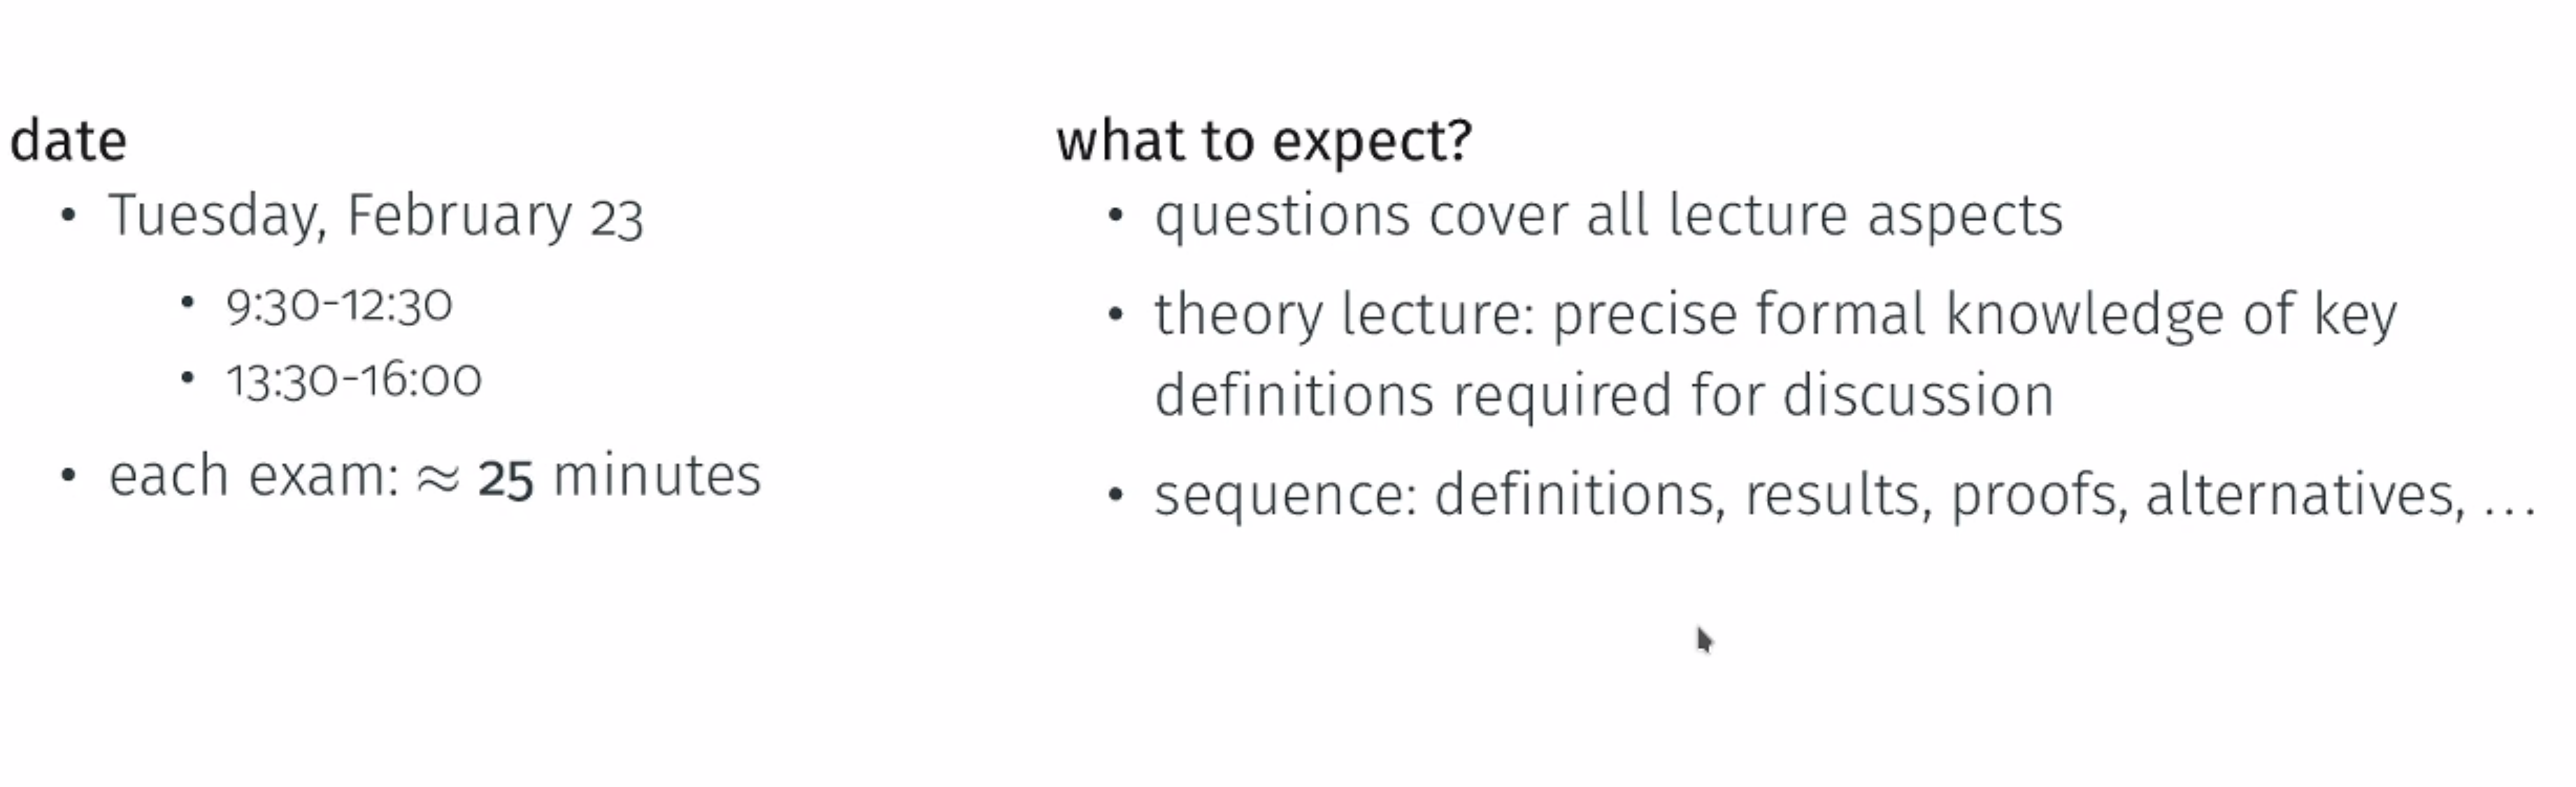 date
• Tuesday, February 23
• 9:30-12:30
• 13:30-16:00
• each exam: ≈ 25 minutes
what to expect?
• questions cover all lecture aspects
• theory lecture: precise formal knowledge of key
definitions required for discussion
• sequence: definitions, results, proofs, alternatives, ...